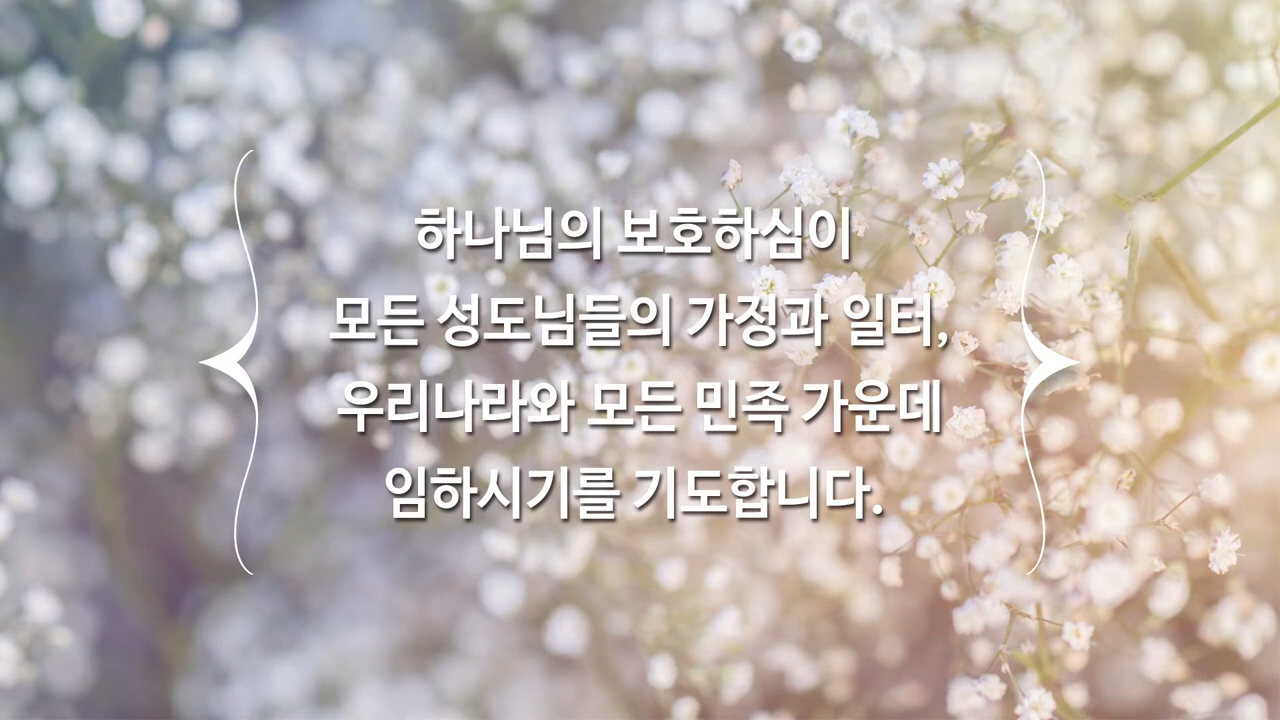 하나님의 보호하심이
모든 성도님들의 가정과 일터,
우리나라와 모든 민족 가운데
임하시기를 기도합니다.